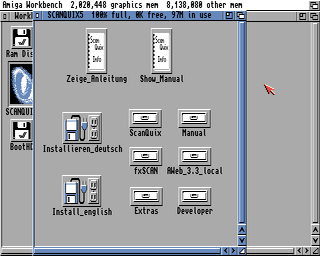 Amiga Workbench 2,020,448 graphics mem 8,138,080 other mem
Workb
SCANQUIX5 100% full, 0K free, 97M in use
Ram Dis
Scan
Quix
Info
Scan
Quix
Info
Zeige_Anleitung
Show_Manual
SCANQUI
BootHD
Installieren_deutsch
ScanQuix
Manual
fxSCAN
AWeb_3.3_local
Install_english
Extras
Developer